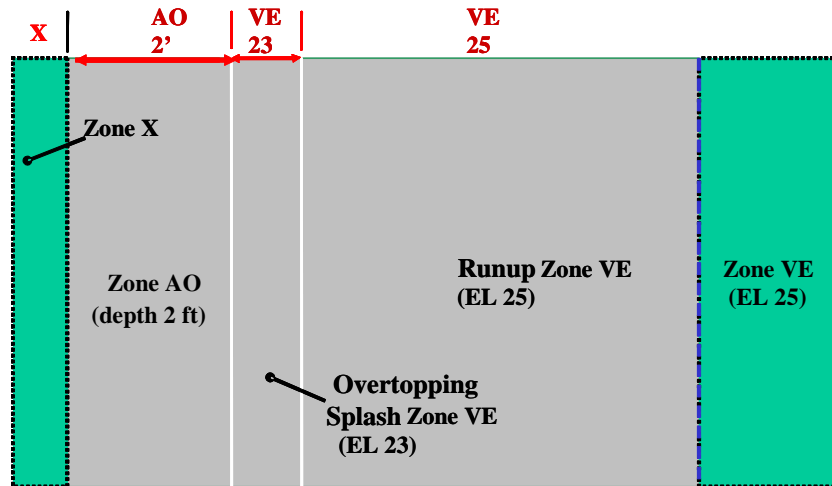 X
AO
2’
VE
23
VE
25
Zone X
Zone AO
(depth 2 ft)
Runup Zone VE
(EL 25)
Zone VE
(EL 25)
Overtopping
Splash Zone VE
(EL 23)